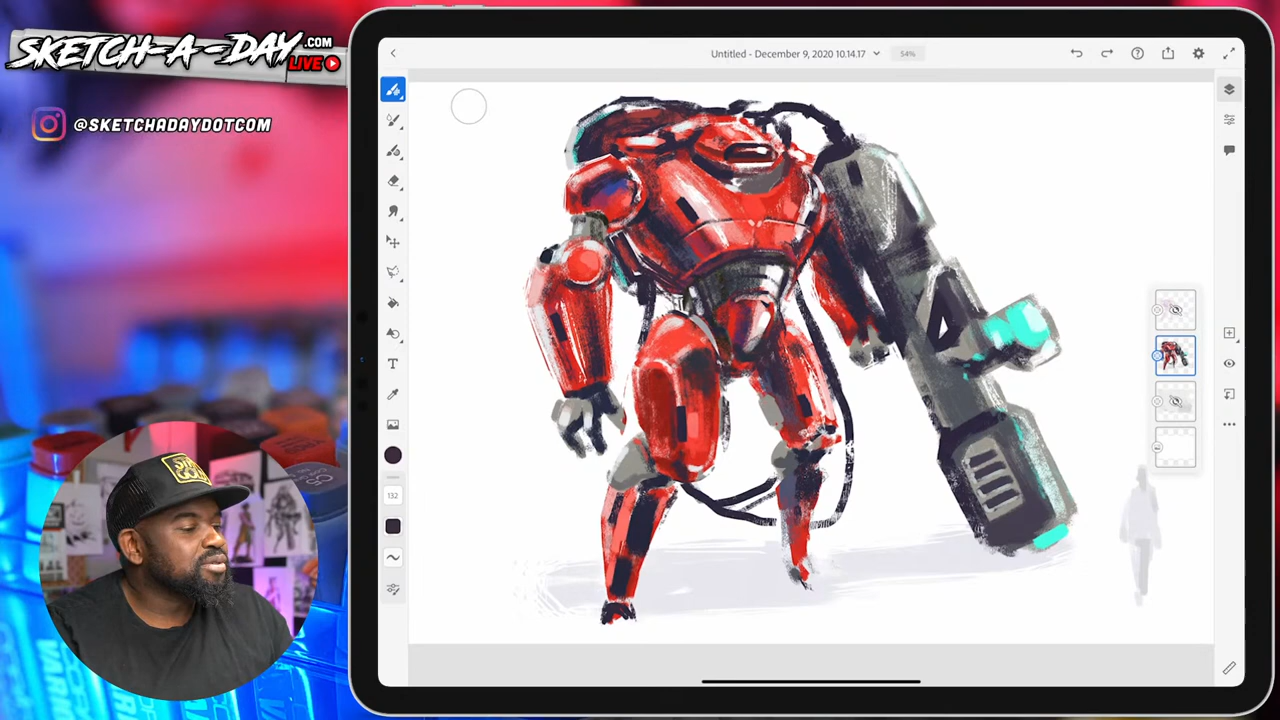 SKETCH-A-DAY.COM
LIVE
@SKETCHADAYDOTCOM
Untitled - December 9, 2020 10.14.17
54%
T
132